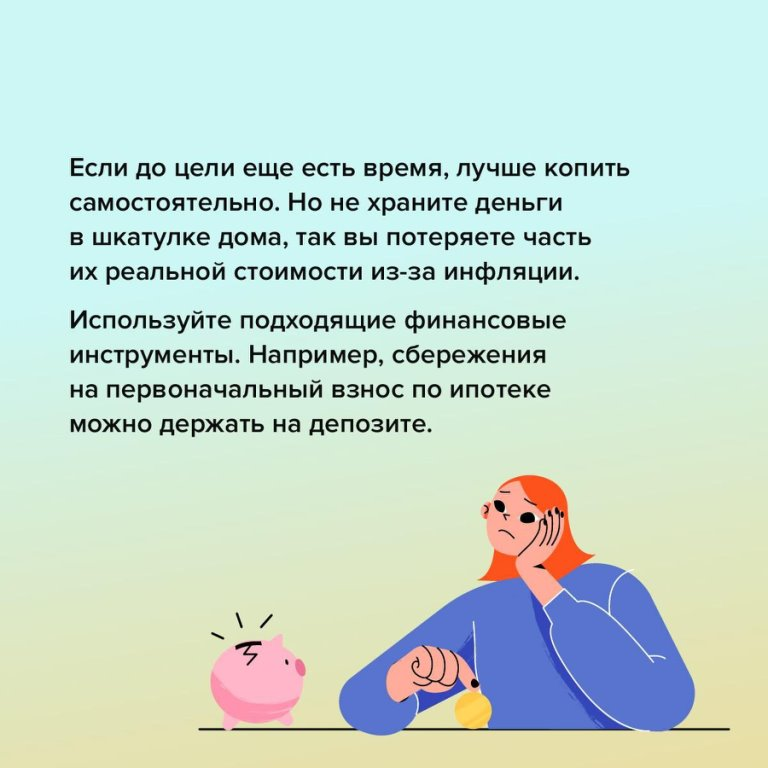 Если до цели еще есть время, лучше копить
самостоятельно. Но не храните деньги
в шкатулке дома, так вы потеряете часть
их реальной стоимости из-за инфляции.
Используйте подходящие финансовые
инструменты. Например, сбережения
на первоначальный взнос по ипотеке
можно держать на депозите.